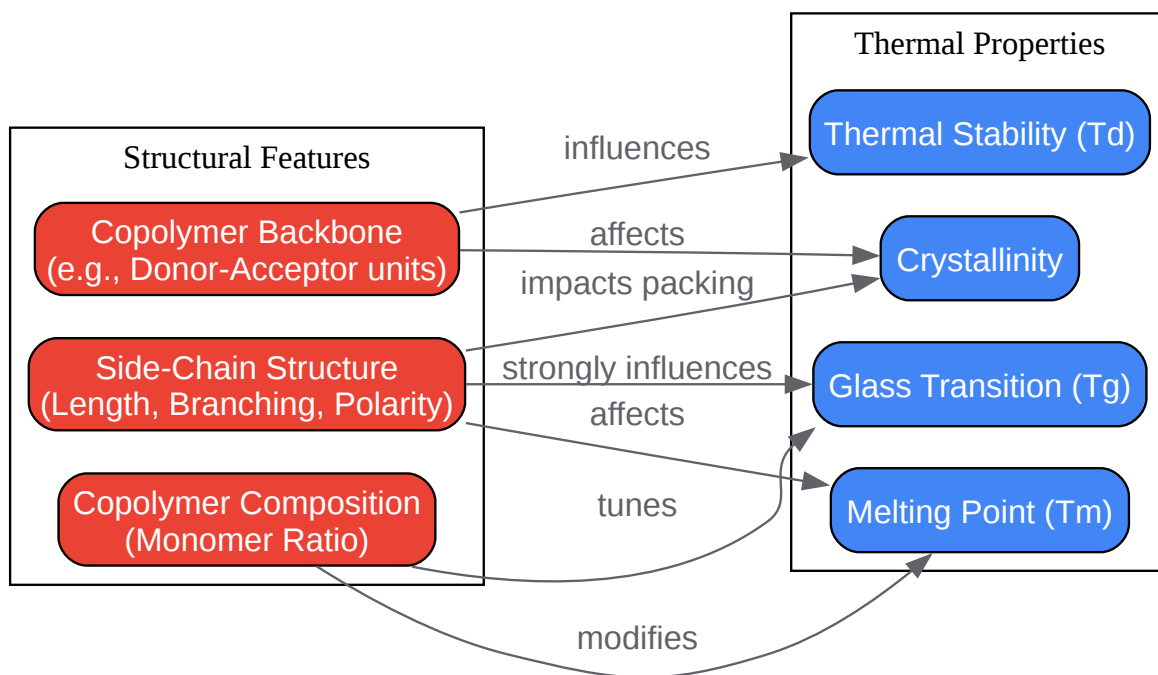 Structural Features
Copolymer Backbone
(e.g., Donor-Acceptor units)
Side-Chain Structure
(Length, Branching, Polarity)
Copolymer Composition
(Monomer Ratio)
influences
affects
impacts packing
strongly influences
affects
tunes
modifies
Thermal Properties
Thermal Stability (Td)
Crystallinity
Glass Transition (Tg)
Melting Point (Tm)